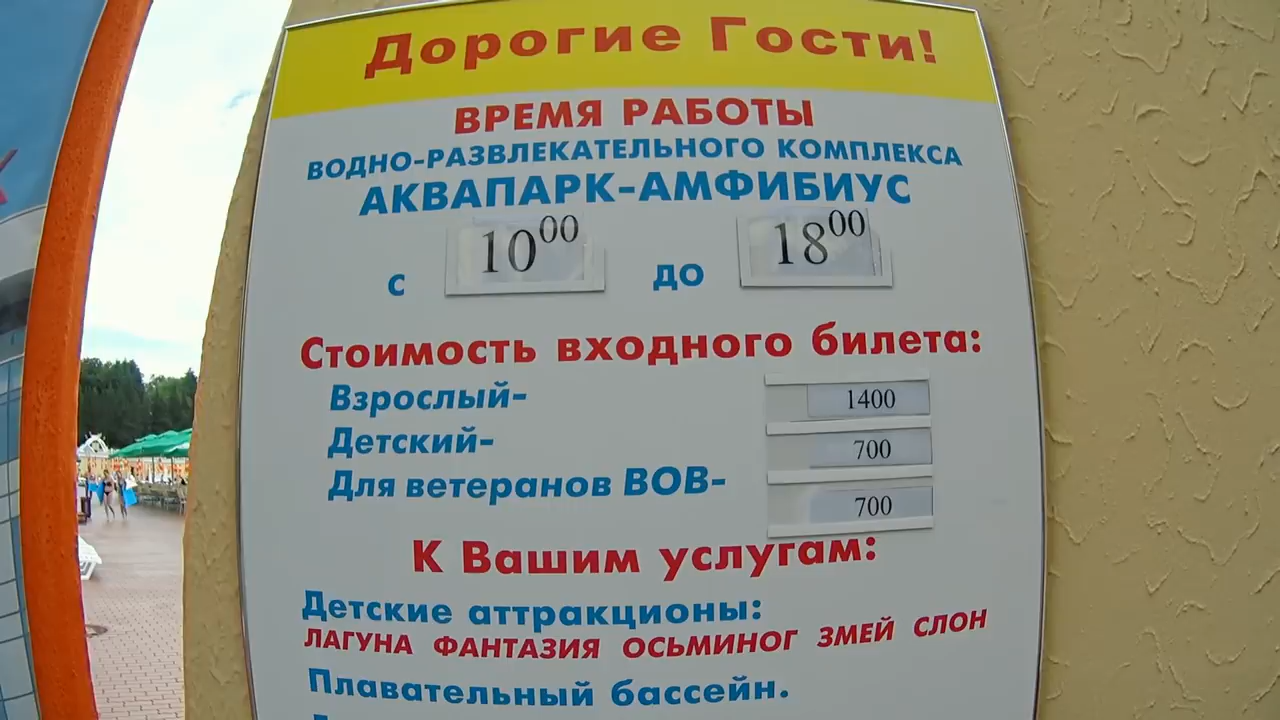 Дорогие Гости!
ВРЕМЯ РАБОТЫ
ВОДНО-РАЗВЛЕКАТЕЛЬНОГО КОМПЛЕКСА
АКВАПАРК-АМФИБИУС
с 10⁰⁰ до 18⁰⁰
Стоимость входного билета:
Взрослый- 1400
Детский- 700
Для ветеранов ВОВ- 700
К Вашим услугам:
Детские аттракционы:
ЛАГУНА ФАНТАЗИЯ ОСЬМИНОГ ЗМЕЙ СЛОН
Плавательный бассейн.